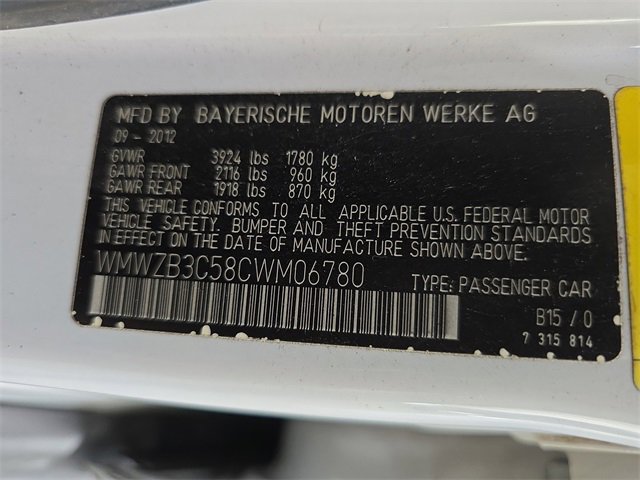 MFD BY BAYERISCHE MOTOREN WERKE AG
09 - 2012
GVWR 3924 lbs 1780 kg
GAWR FRONT 2116 lbs 960 kg
GAWR REAR 1918 lbs 870 kg
THIS VEHICLE CONFORMS TO ALL APPLICABLE U.S. FEDERAL MOTOR
VEHICLE SAFETY. BUMPER AND THEFT PREVENTION STANDARDS
IN EFFECT ON THE DATE OF MANUFACTURE SHOWN ABOVE.
WMWZB3C58CWM06780
TYPE: PASSENGER CAR
B15 / 0
7 315 814